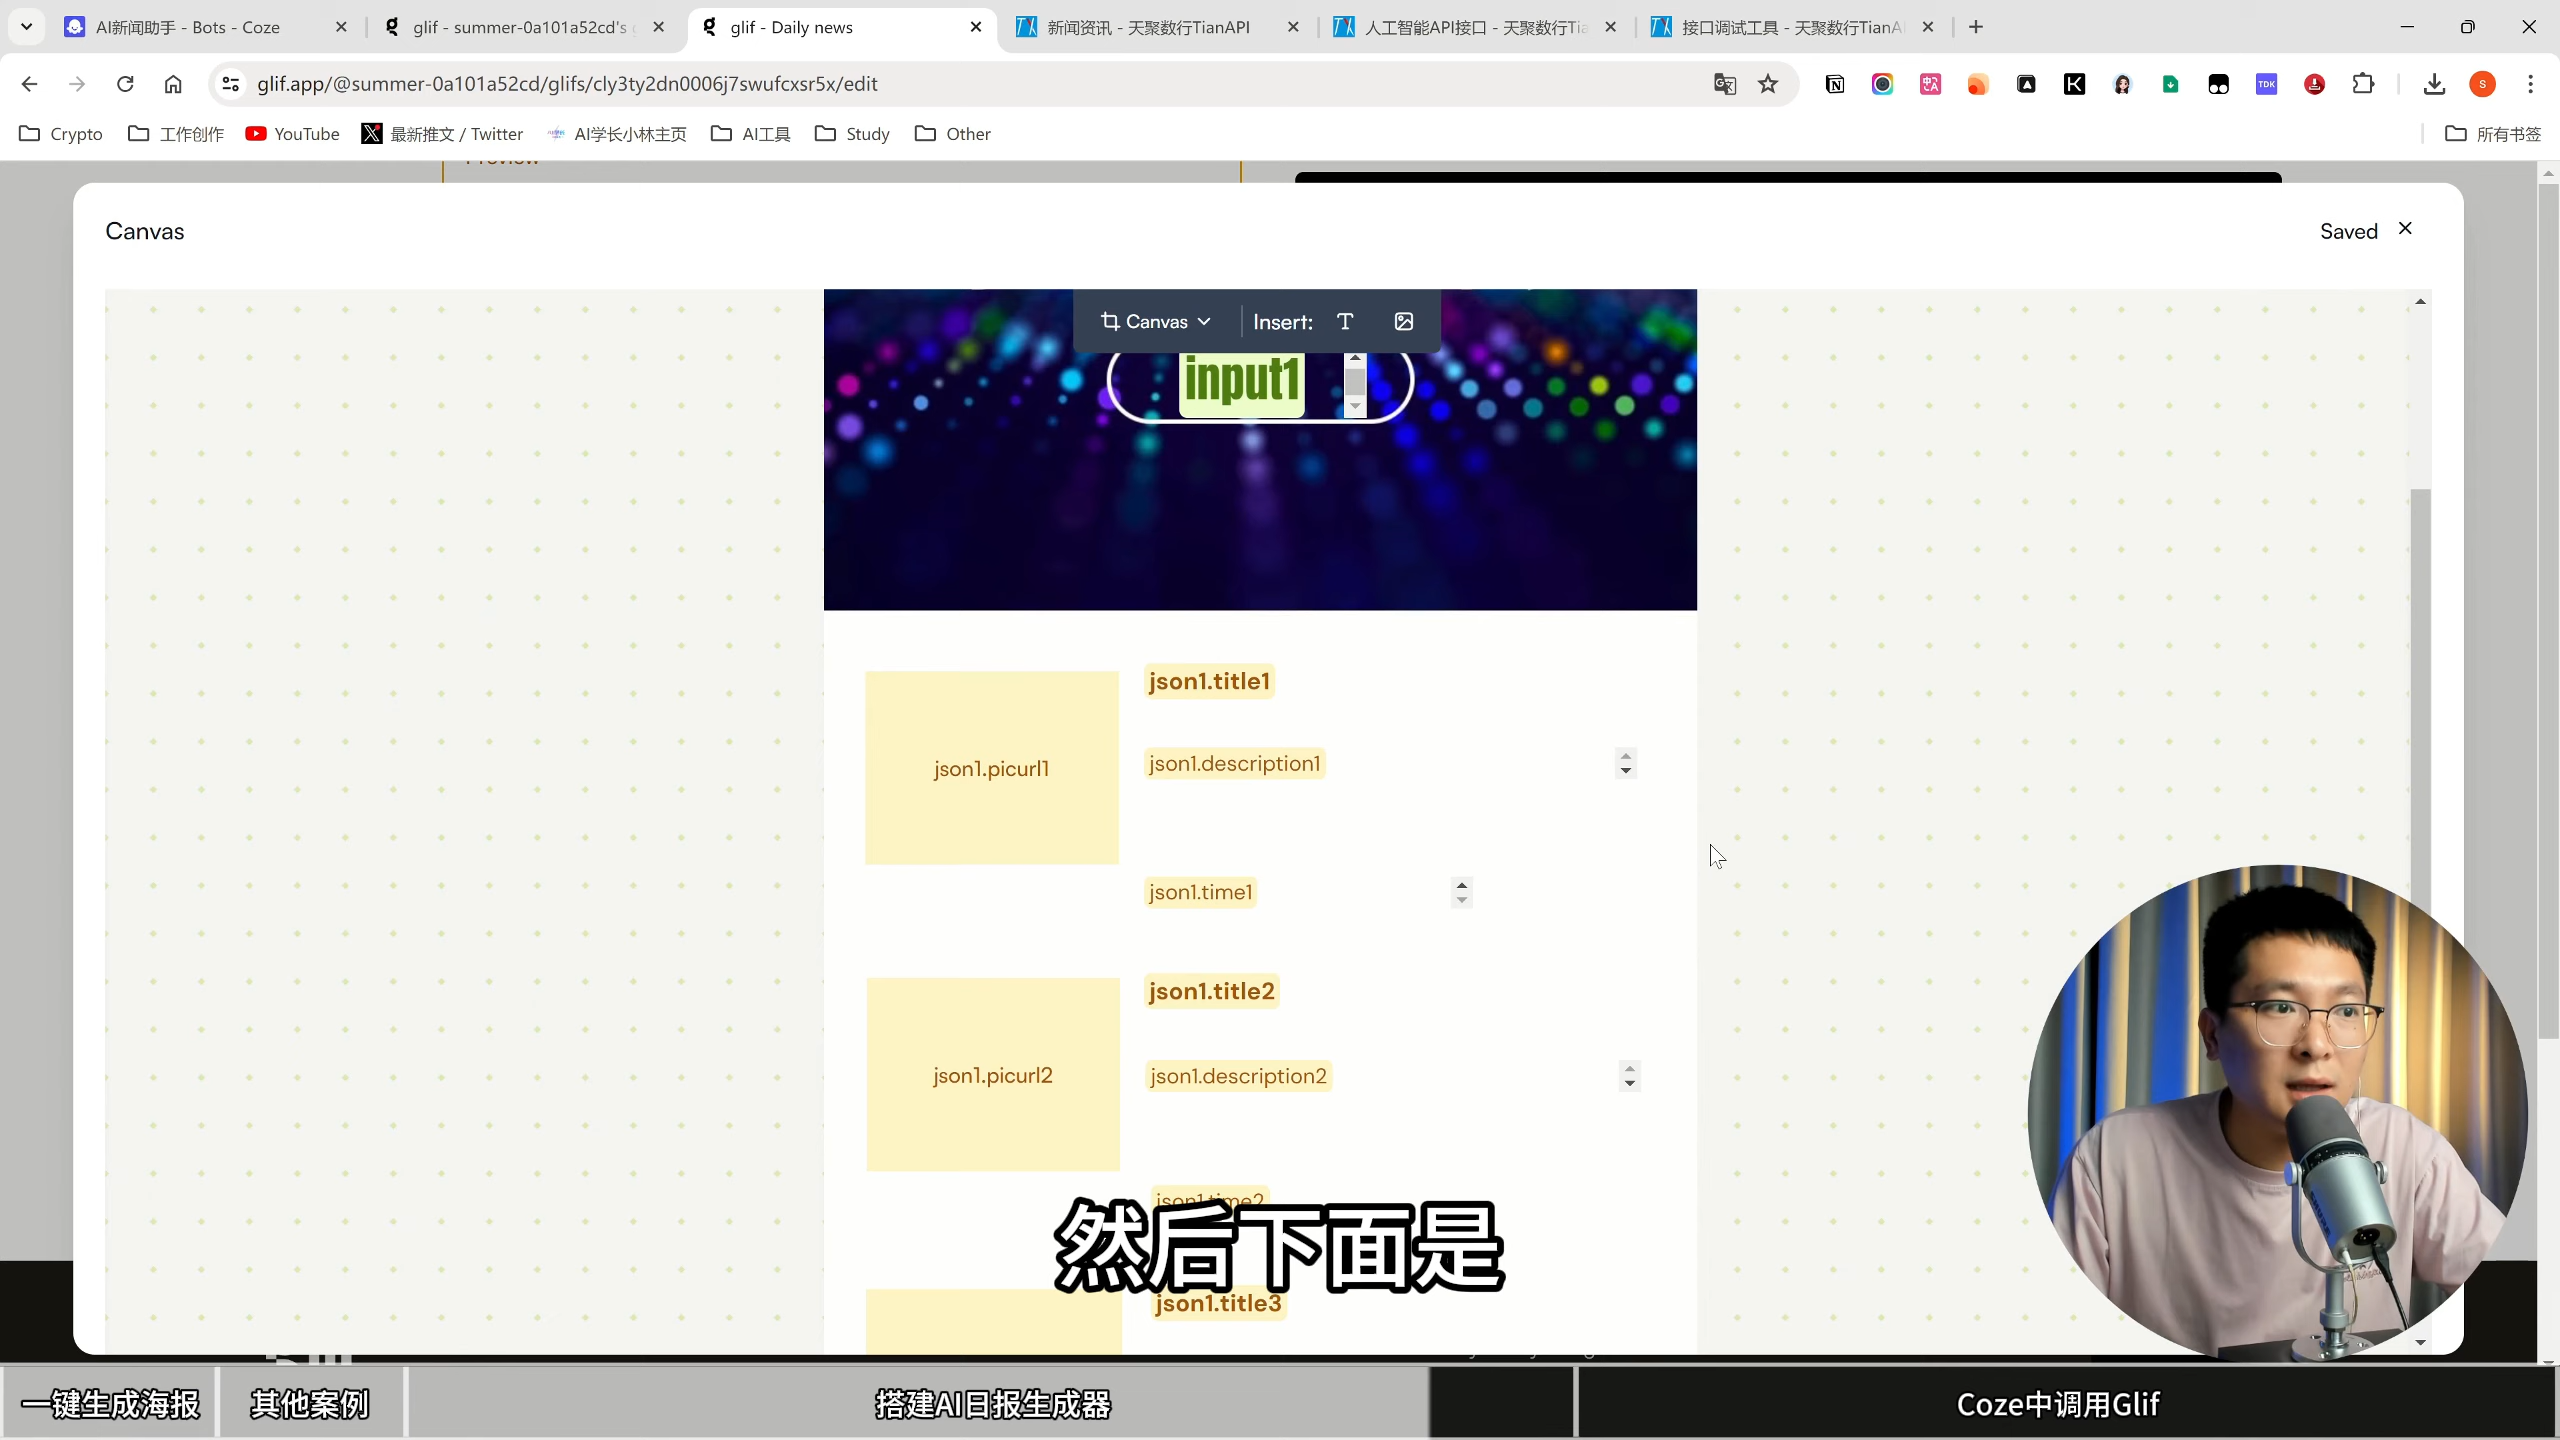 AI新闻助手 - Bots - Coze
glif - summer-0a101a52cd's g
glif - Daily news
新闻资讯 - 天聚数行TianAPI
人工智能API接口 - 天聚数行Tia
接口调试工具 - 天聚数行TianA
glif.app/@summer-0a101a52cd/glifs/cly3ty2dn0006j7swufcxsr5x/edit
TDK
Crypto
工作创作
YouTube
最新推文 / Twitter
AI学长小林主页
AI工具
Study
Other
所有书签
Preview
Canvas
Saved
Canvas
Insert:
input1
json1.title1
json1.picurl1
json1.description1
json1.time1
json1.title2
json1.picurl2
json1.description2
json1.time2
然后下面是
json1.title3
一键生成海报
其他案例
搭建AI日报生成器
Coze中调用Glif